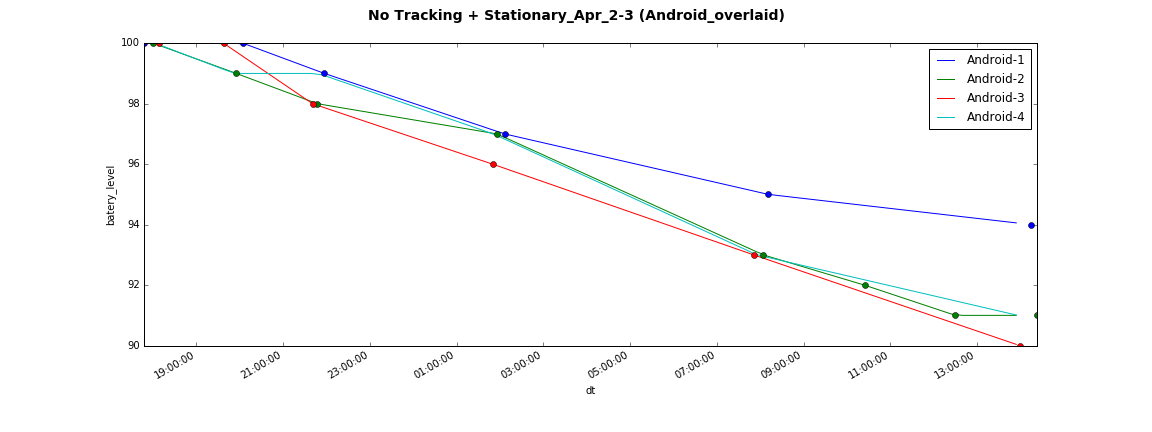 No Tracking + Stationary_Apr_2-3 (Android_overlaid)
100
98
96
94
92
90
batery_level
Android-1
Android-2
Android-3
Android-4
19:00:00
21:00:00
23:00:00
01:00:00
03:00:00
05:00:00
07:00:00
09:00:00
11:00:00
13:00:00
dt